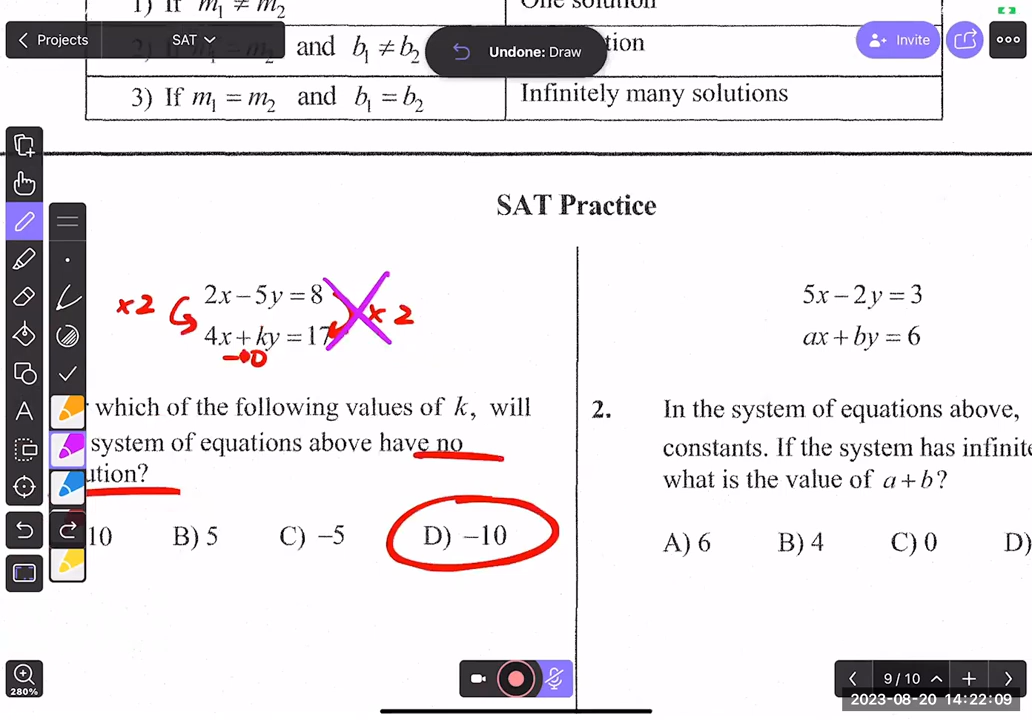 1) If m₁ ≠ m₂
One solution
Projects
SAT
and b₁ ≠ b₂
tion
Undone: Draw
Invite
3) If m₁ = m₂ and b₁ = b₂
Infinitely many solutions
SAT Practice
×2
2x − 5y = 8
×2
4x + ky = 17
−10
which of the following values of k, will
system of equations above have no
ution?
10
B) 5
C) −5
D) −10
5x − 2y = 3
ax + by = 6
2. In the system of equations above,
constants. If the system has infinite
what is the value of a + b?
A) 6
B) 4
C) 0
D)
A
280%
9 / 10
2023-08-20 14:22:09